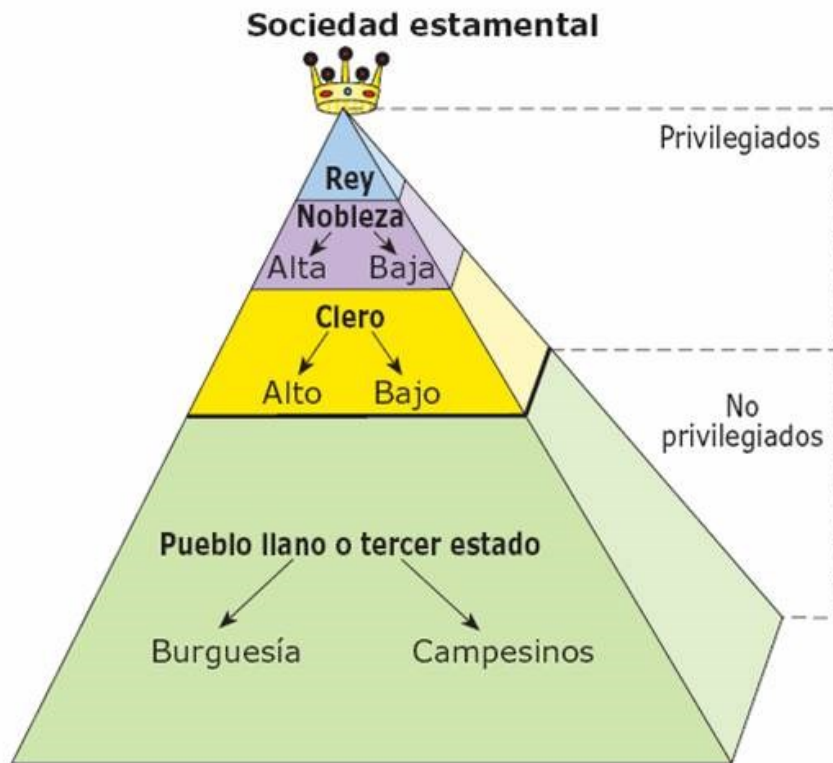 Sociedad estamental
Privilegiados
Rey
Nobleza
Alta Baja
Clero
Alto Bajo
No
privilegiados
Pueblo llano o tercer estado
Burguesía Campesinos